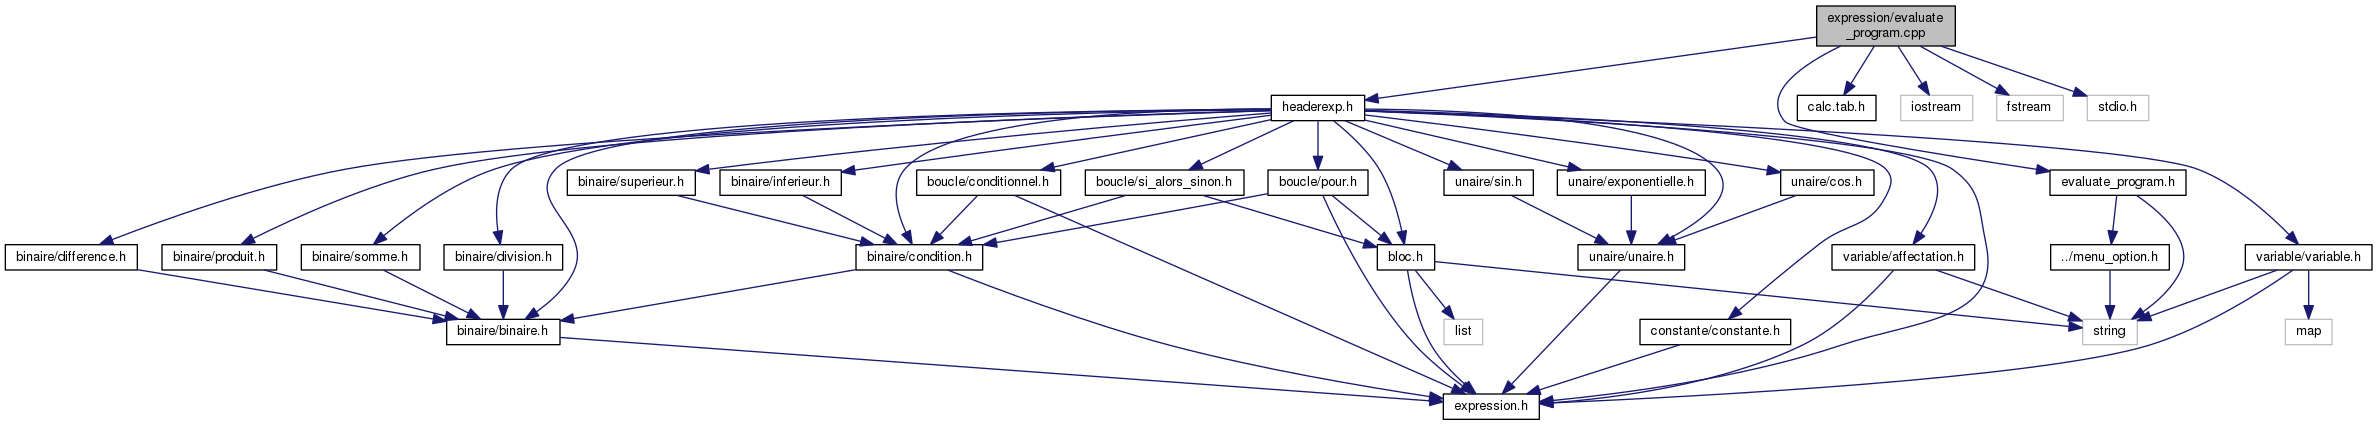 expression/evaluate
_program.cpp
headerexp.h
calc.tab.h
iostream
fstream
stdio.h
binaire/superieur.h
binaire/inferieur.h
boucle/conditionnel.h
boucle/si_alors_sinon.h
boucle/pour.h
unaire/sin.h
unaire/exponentielle.h
unaire/cos.h
evaluate_program.h
binaire/difference.h
binaire/produit.h
binaire/somme.h
binaire/division.h
binaire/condition.h
bloc.h
unaire/unaire.h
variable/affectation.h
../menu_option.h
variable/variable.h
binaire/binaire.h
list
constante/constante.h
string
map
expression.h